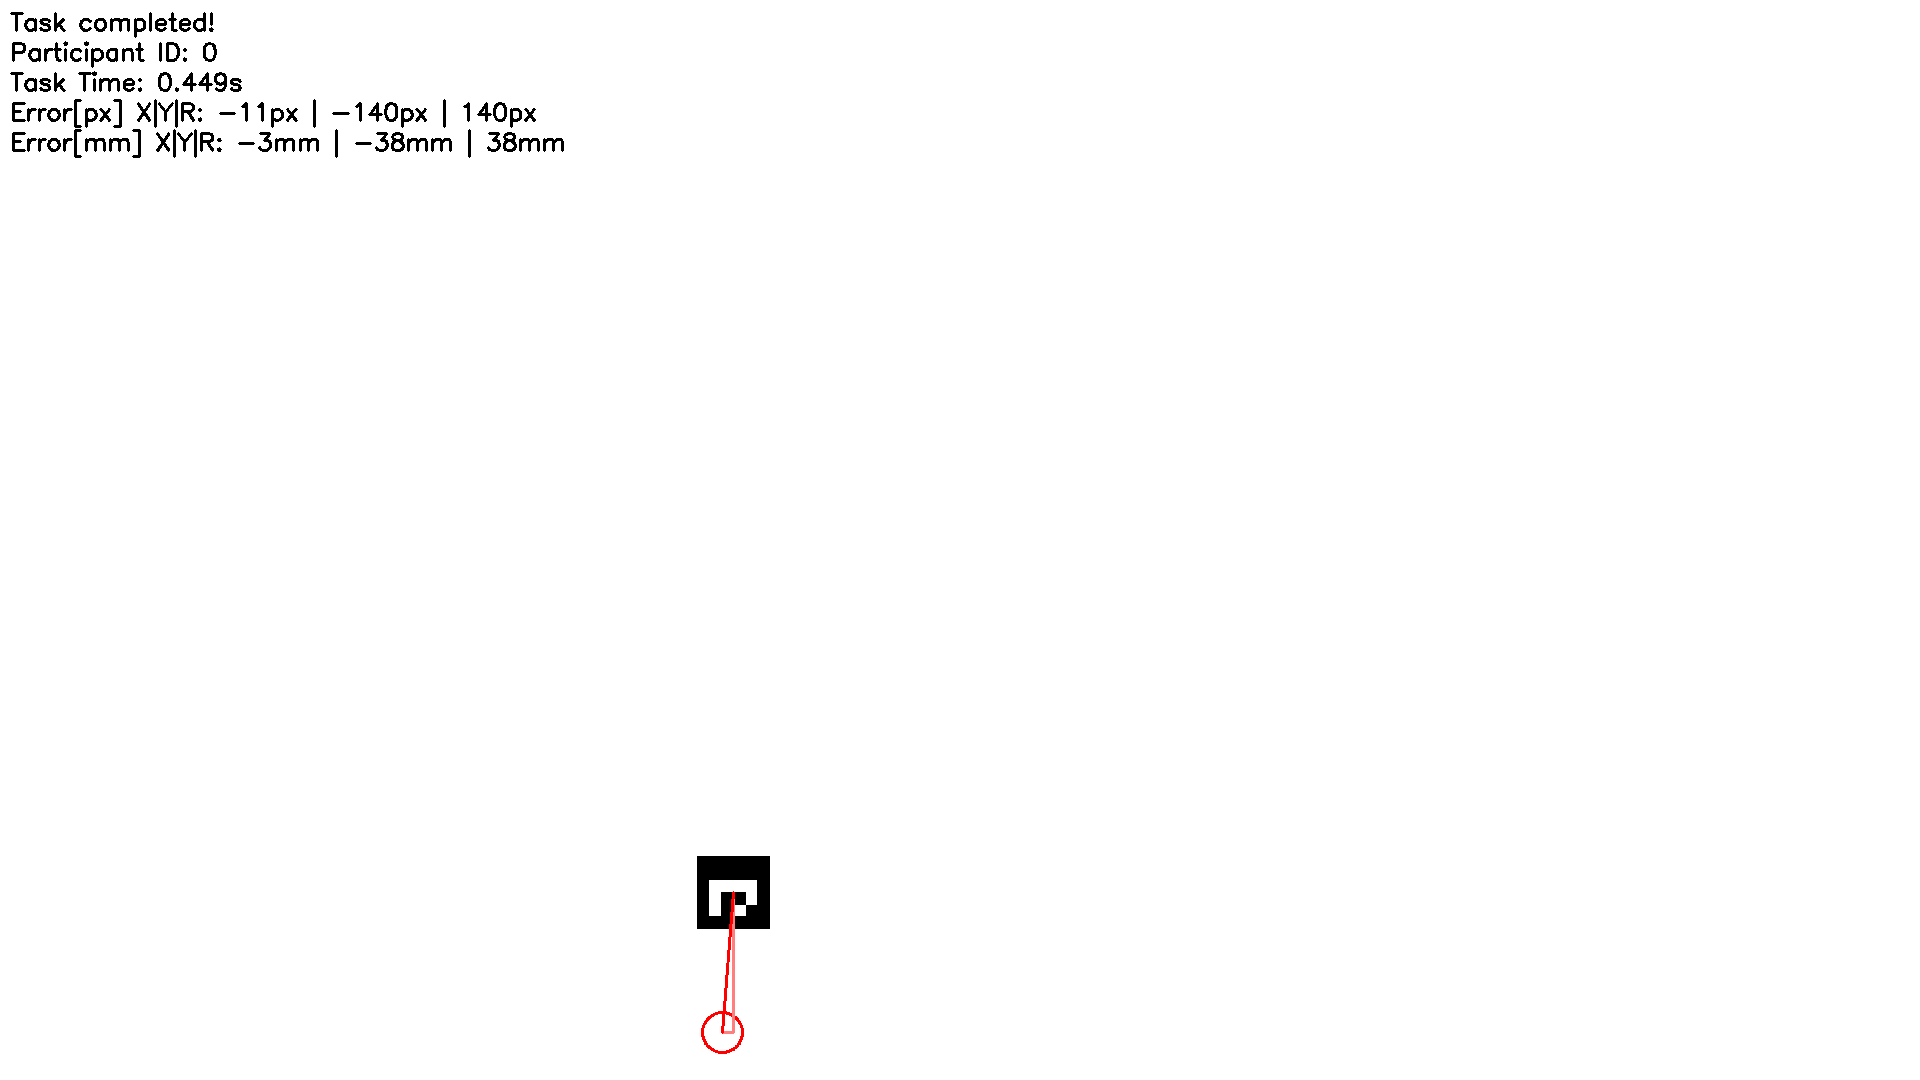 Task completed!
Participant ID: 0
Task Time: 0.449s
Error[px] X|Y|R: -11px | -140px | 140px
Error[mm] X|Y|R: -3mm | -38mm | 38mm